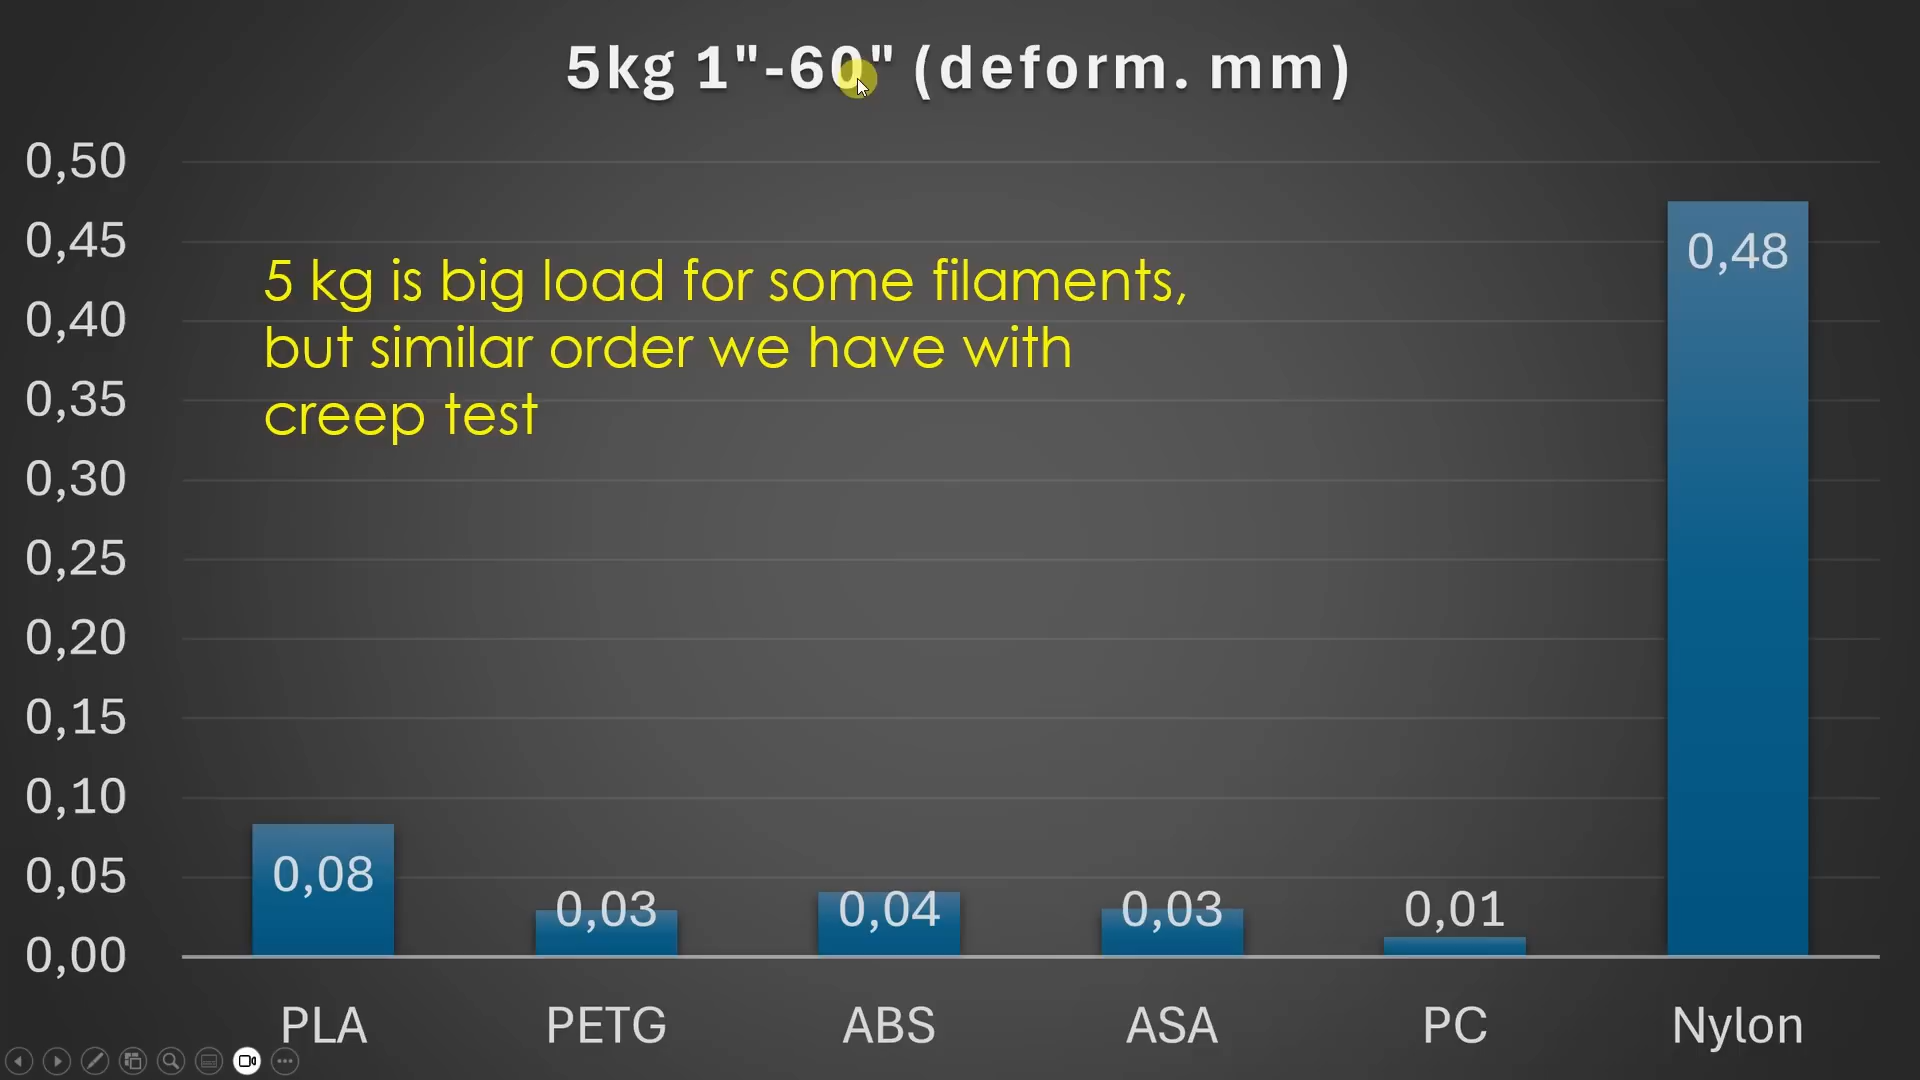 5kg 1"-60" (deform. mm)
0,50
0,45
0,40
0,35
0,30
0,25
0,20
0,15
0,10
0,05
0,00
5 kg is big load for some filaments,
but similar order we have with
creep test
0,08
0,03
0,04
0,03
0,01
0,48
PLA
PETG
ABS
ASA
PC
Nylon